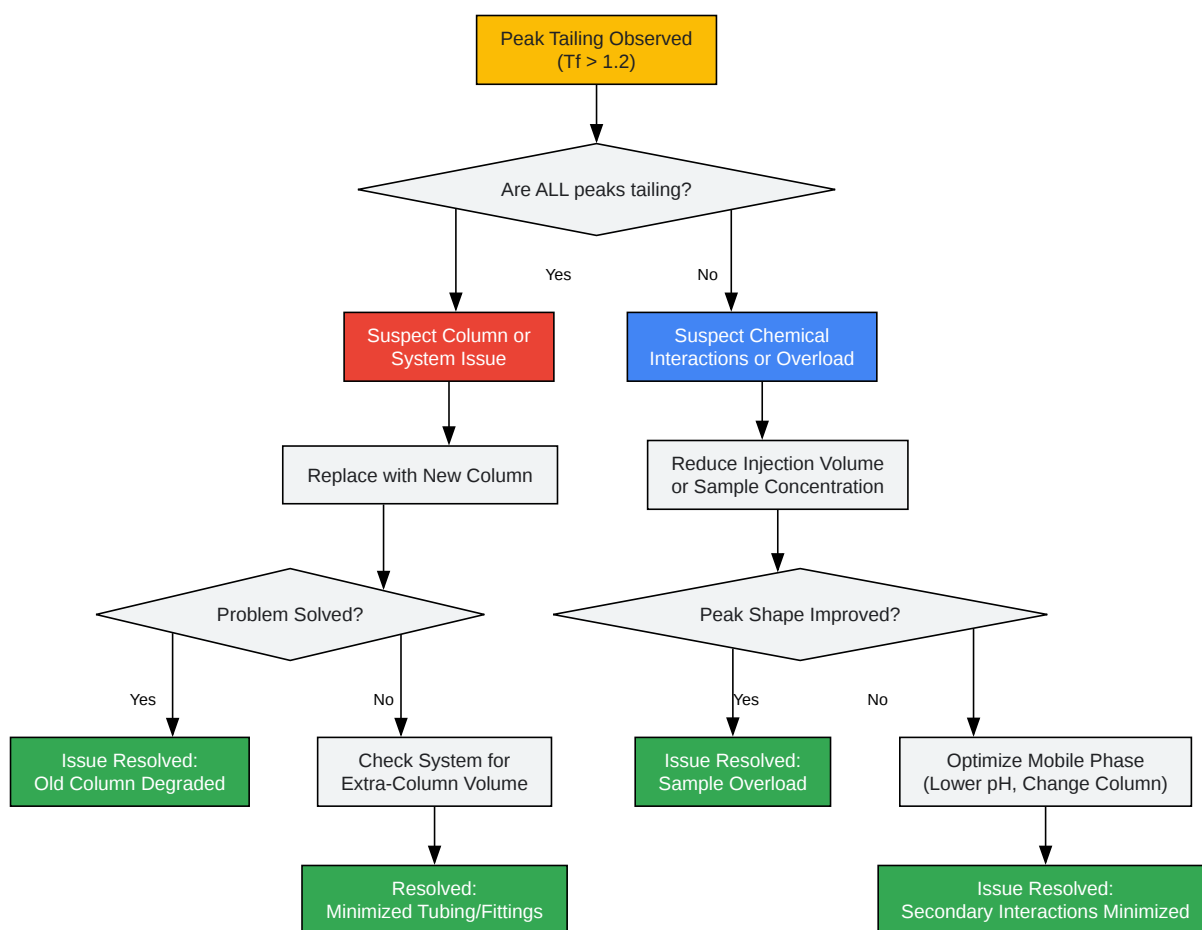 Peak Tailing Observed
(Tf > 1.2)
Are ALL peaks tailing?
Yes
No
Suspect Column or
System Issue
Suspect Chemical
Interactions or Overload
Replace with New Column
Reduce Injection Volume
or Sample Concentration
Problem Solved?
Peak Shape Improved?
Yes
No
Yes
No
Issue Resolved:
Old Column Degraded
Check System for
Extra-Column Volume
Issue Resolved:
Sample Overload
Optimize Mobile Phase
(Lower pH, Change Column)
Resolved:
Minimized Tubing/Fittings
Issue Resolved:
Secondary Interactions Minimized